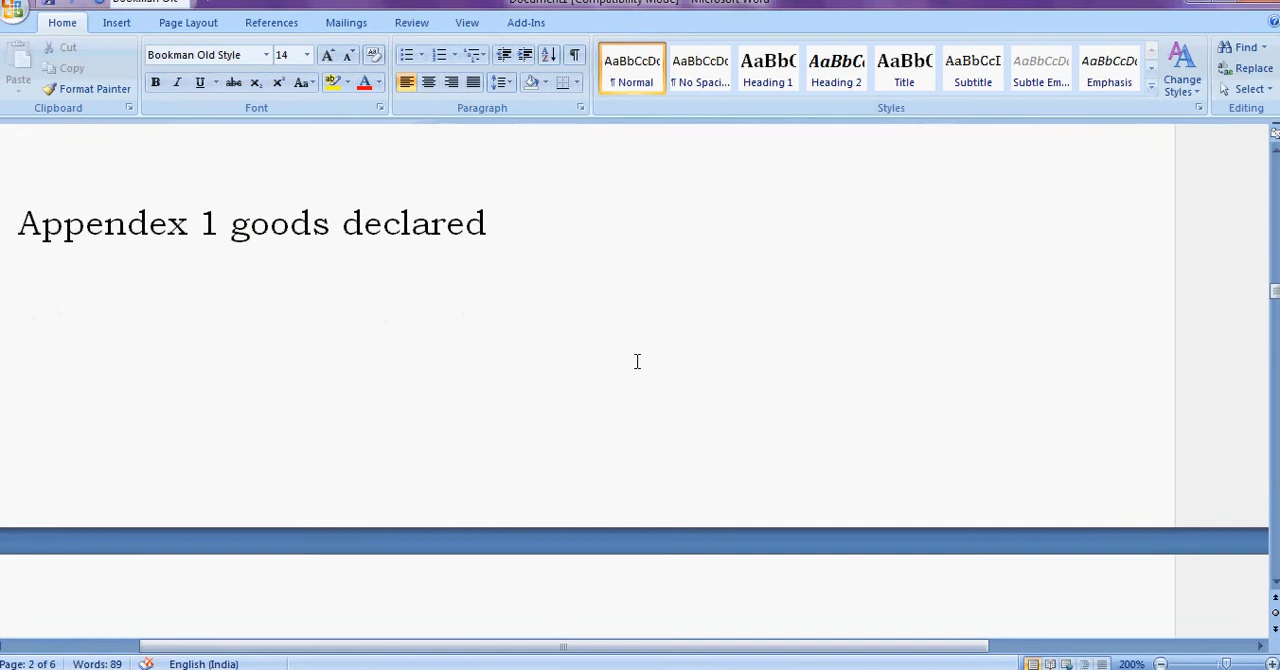 Home Insert Page Layout References Mailings Review View Add-Ins
Cut
Copy
Paste
Format Painter
Clipboard
Bookman Old Style 14
B I U abc x₂ x² Aa A
Font
Paragraph
AaBbCcDc AaBbCcDc AaBbC AaBbCc AaBbC AaBbCcI AaBbCcDc AaBbCcDc
¶ Normal ¶ No Spaci... Heading 1 Heading 2 Title Subtitle Subtle Em... Emphasis
Change Styles
Styles
Find
Replace
Select
Editing
Appendex 1 goods declared
Page: 2 of 6 Words: 89 English (India) 200%